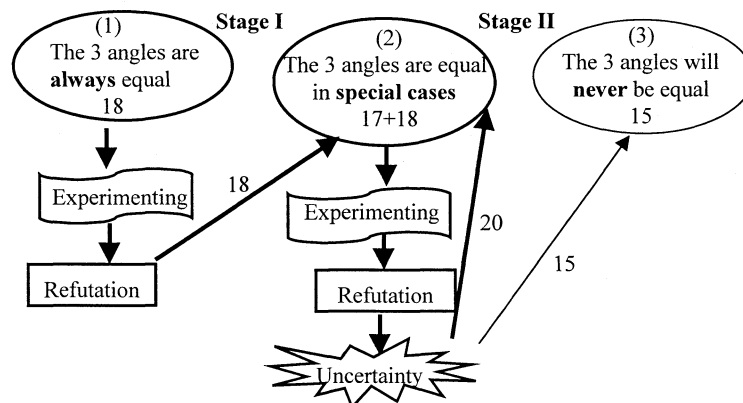 Stage I
Stage II
(1)
The 3 angles are
always equal
18
Experimenting
Refutation
18
(2)
The 3 angles are equal
in special cases
17+18
Experimenting
Refutation
Uncertainty
20
15
(3)
The 3 angles will
never be equal
15